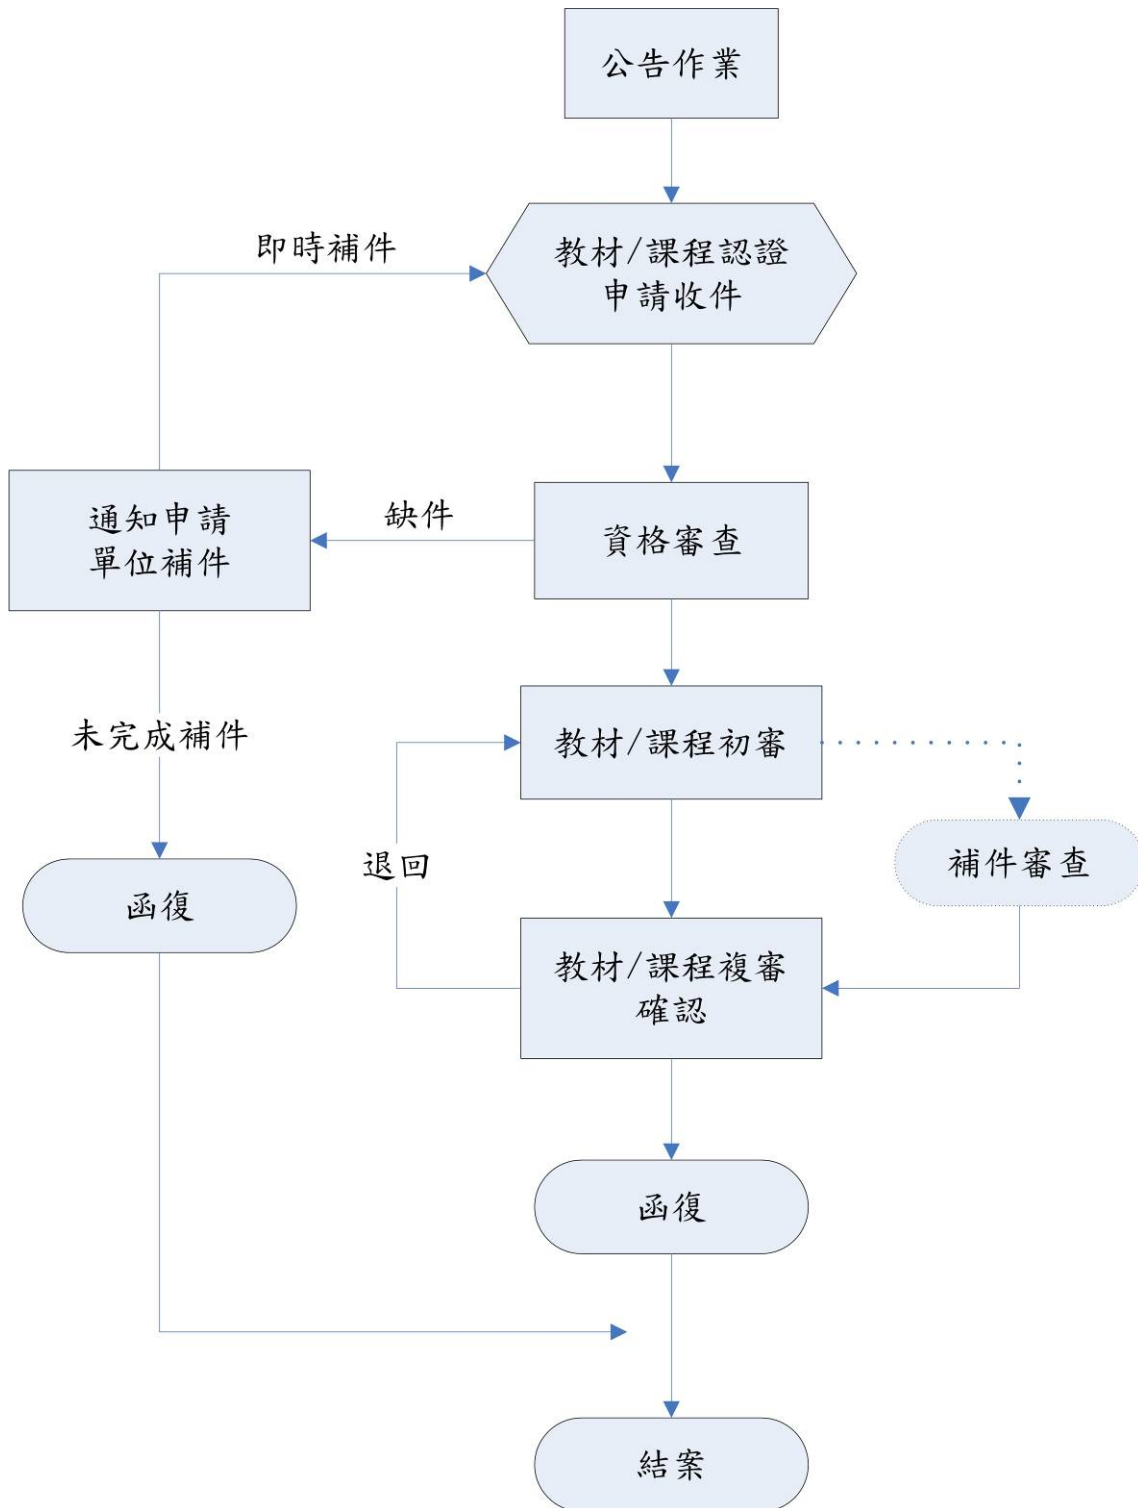 公告作業
即時補件
教材/課程認證
申請收件
通知申請
單位補件
缺件
資格審查
未完成補件
教材/課程初審
退回
補件審查
函復
教材/課程複審
確認
函復
結案